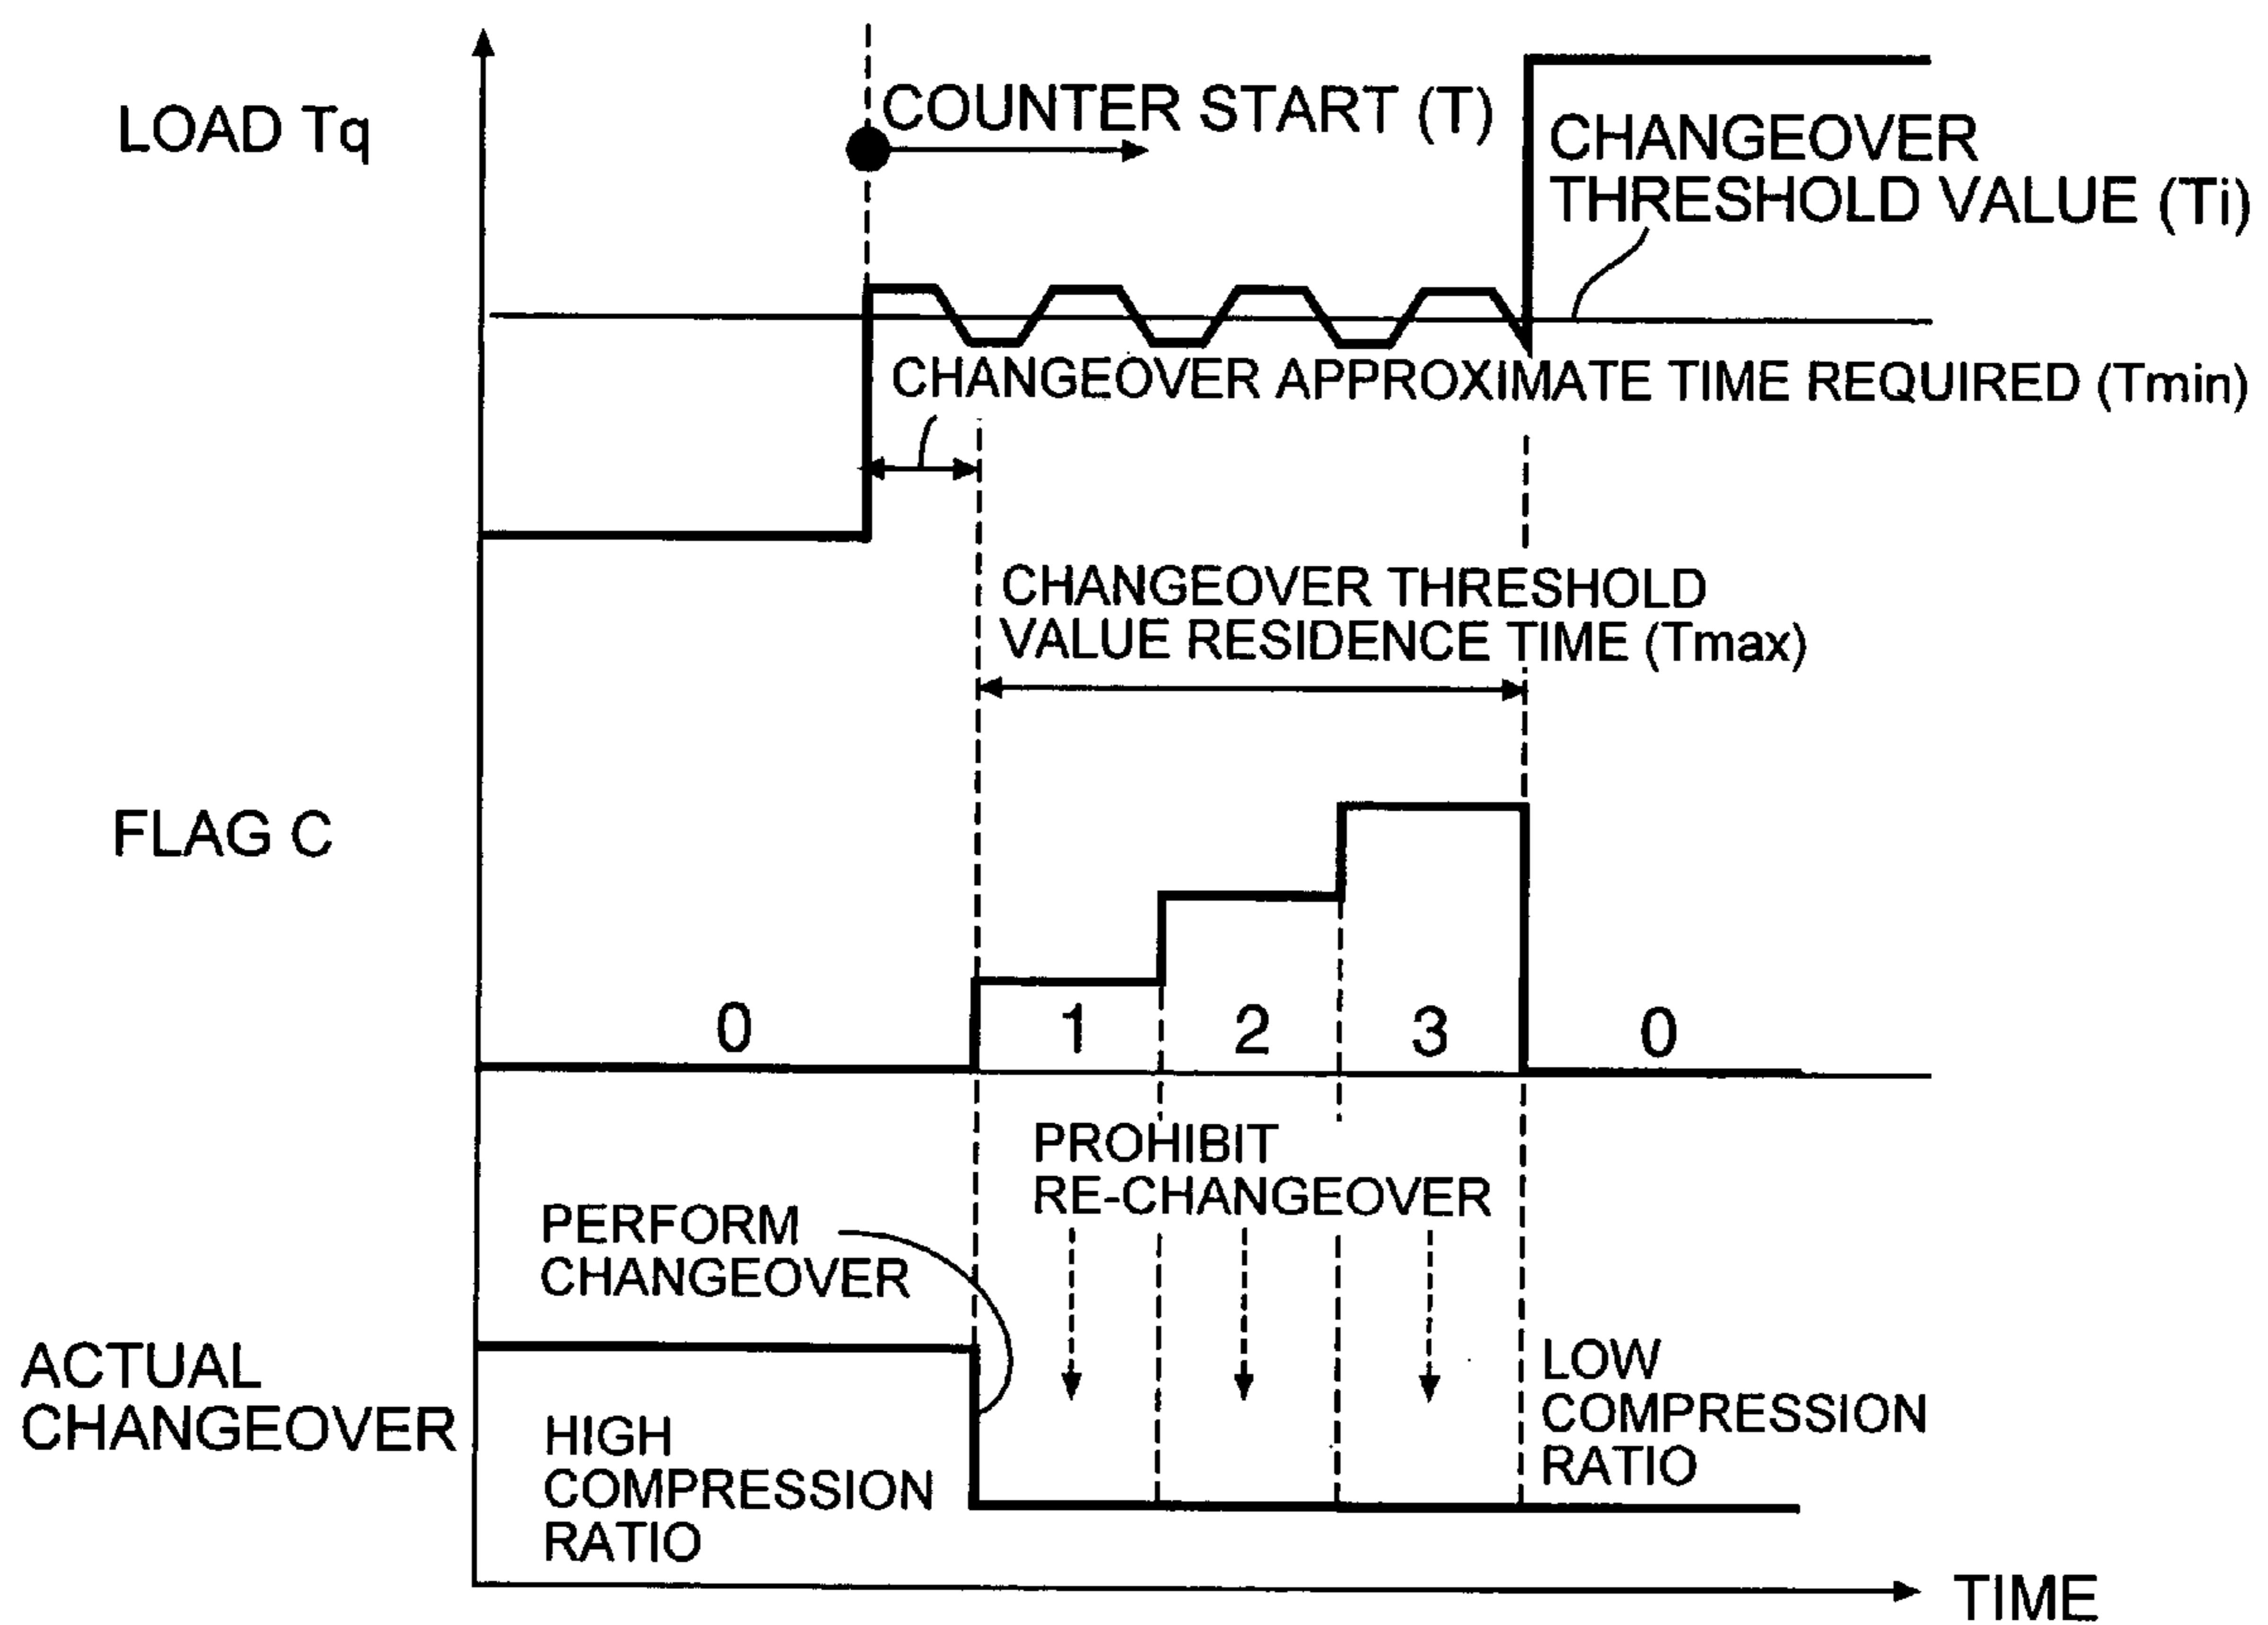 LOAD Tq
COUNTER START (T)
CHANGEOVER
THRESHOLD VALUE (Ti)
CHANGEOVER APPROXIMATE TIME REQUIRED (Tmin)
CHANGEOVER THRESHOLD
VALUE RESIDENCE TIME (Tmax)
FLAG C
0
1
2
3
0
PROHIBIT
RE-CHANGEOVER
PERFORM
CHANGEOVER
ACTUAL
CHANGEOVER
HIGH
COMPRESSION
RATIO
LOW
COMPRESSION
RATIO
TIME